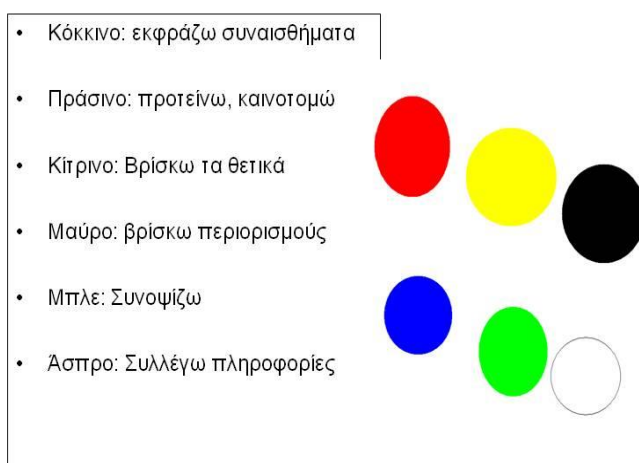 • Κόκκινο: εκφράζω συναισθήματα
• Πράσινο: προτείνω, καινοτομώ
• Κίτρινο: Βρίσκω τα θετικά
• Μαύρο: βρίσκω περιορισμούς
• Μπλε: Συνοψίζω
• Άσπρο: Συλλέγω πληροφορίες